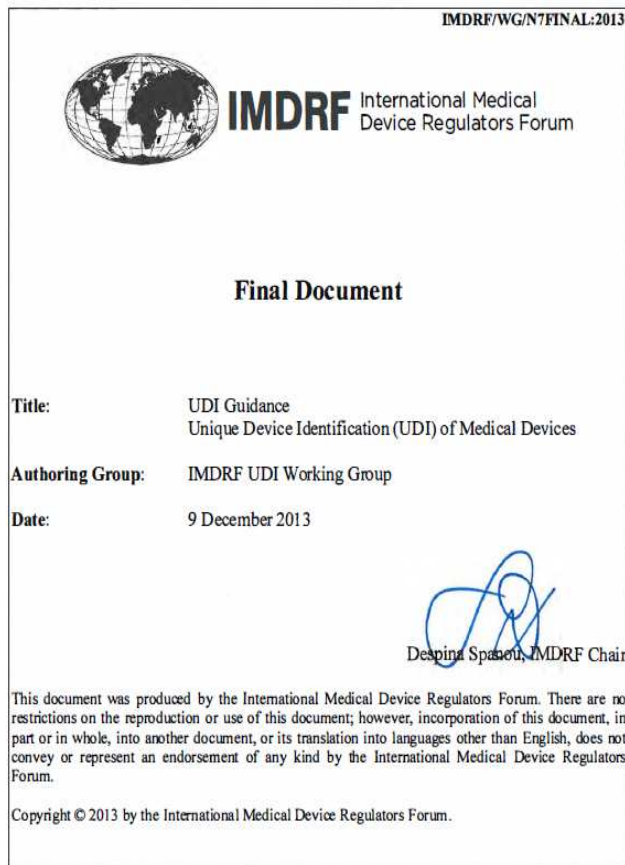 IMDRF/WG/N7FINAL:2013
IMDRF International Medical
Device Regulators Forum
Final Document
Title: UDI Guidance
Unique Device Identification (UDI) of Medical Devices
Authoring Group: IMDRF UDI Working Group
Date: 9 December 2013
Despina Spanou, IMDRF Chair
This document was produced by the International Medical Device Regulators Forum. There are no
restrictions on the reproduction or use of this document; however, incorporation of this document, in
part or in whole, into another document, or its translation into languages other than English, does not
convey or represent an endorsement of any kind by the International Medical Device Regulators
Forum.
Copyright © 2013 by the International Medical Device Regulators Forum.